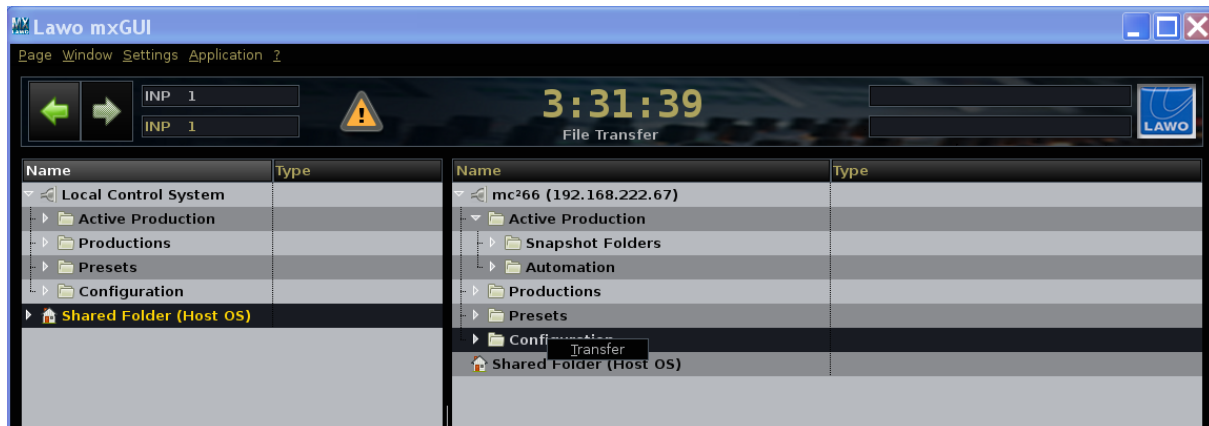 Lawo mxGUI
Page Window Settings Application ?
INP 1
INP 1
3:31:39
File Transfer
LAWO
Name Type
Local Control System
Active Production
Productions
Presets
Configuration
Shared Folder (Host OS)
Name Type
mc²66 (192.168.222.67)
Active Production
Snapshot Folders
Automation
Productions
Presets
Configuration
Transfer
Shared Folder (Host OS)